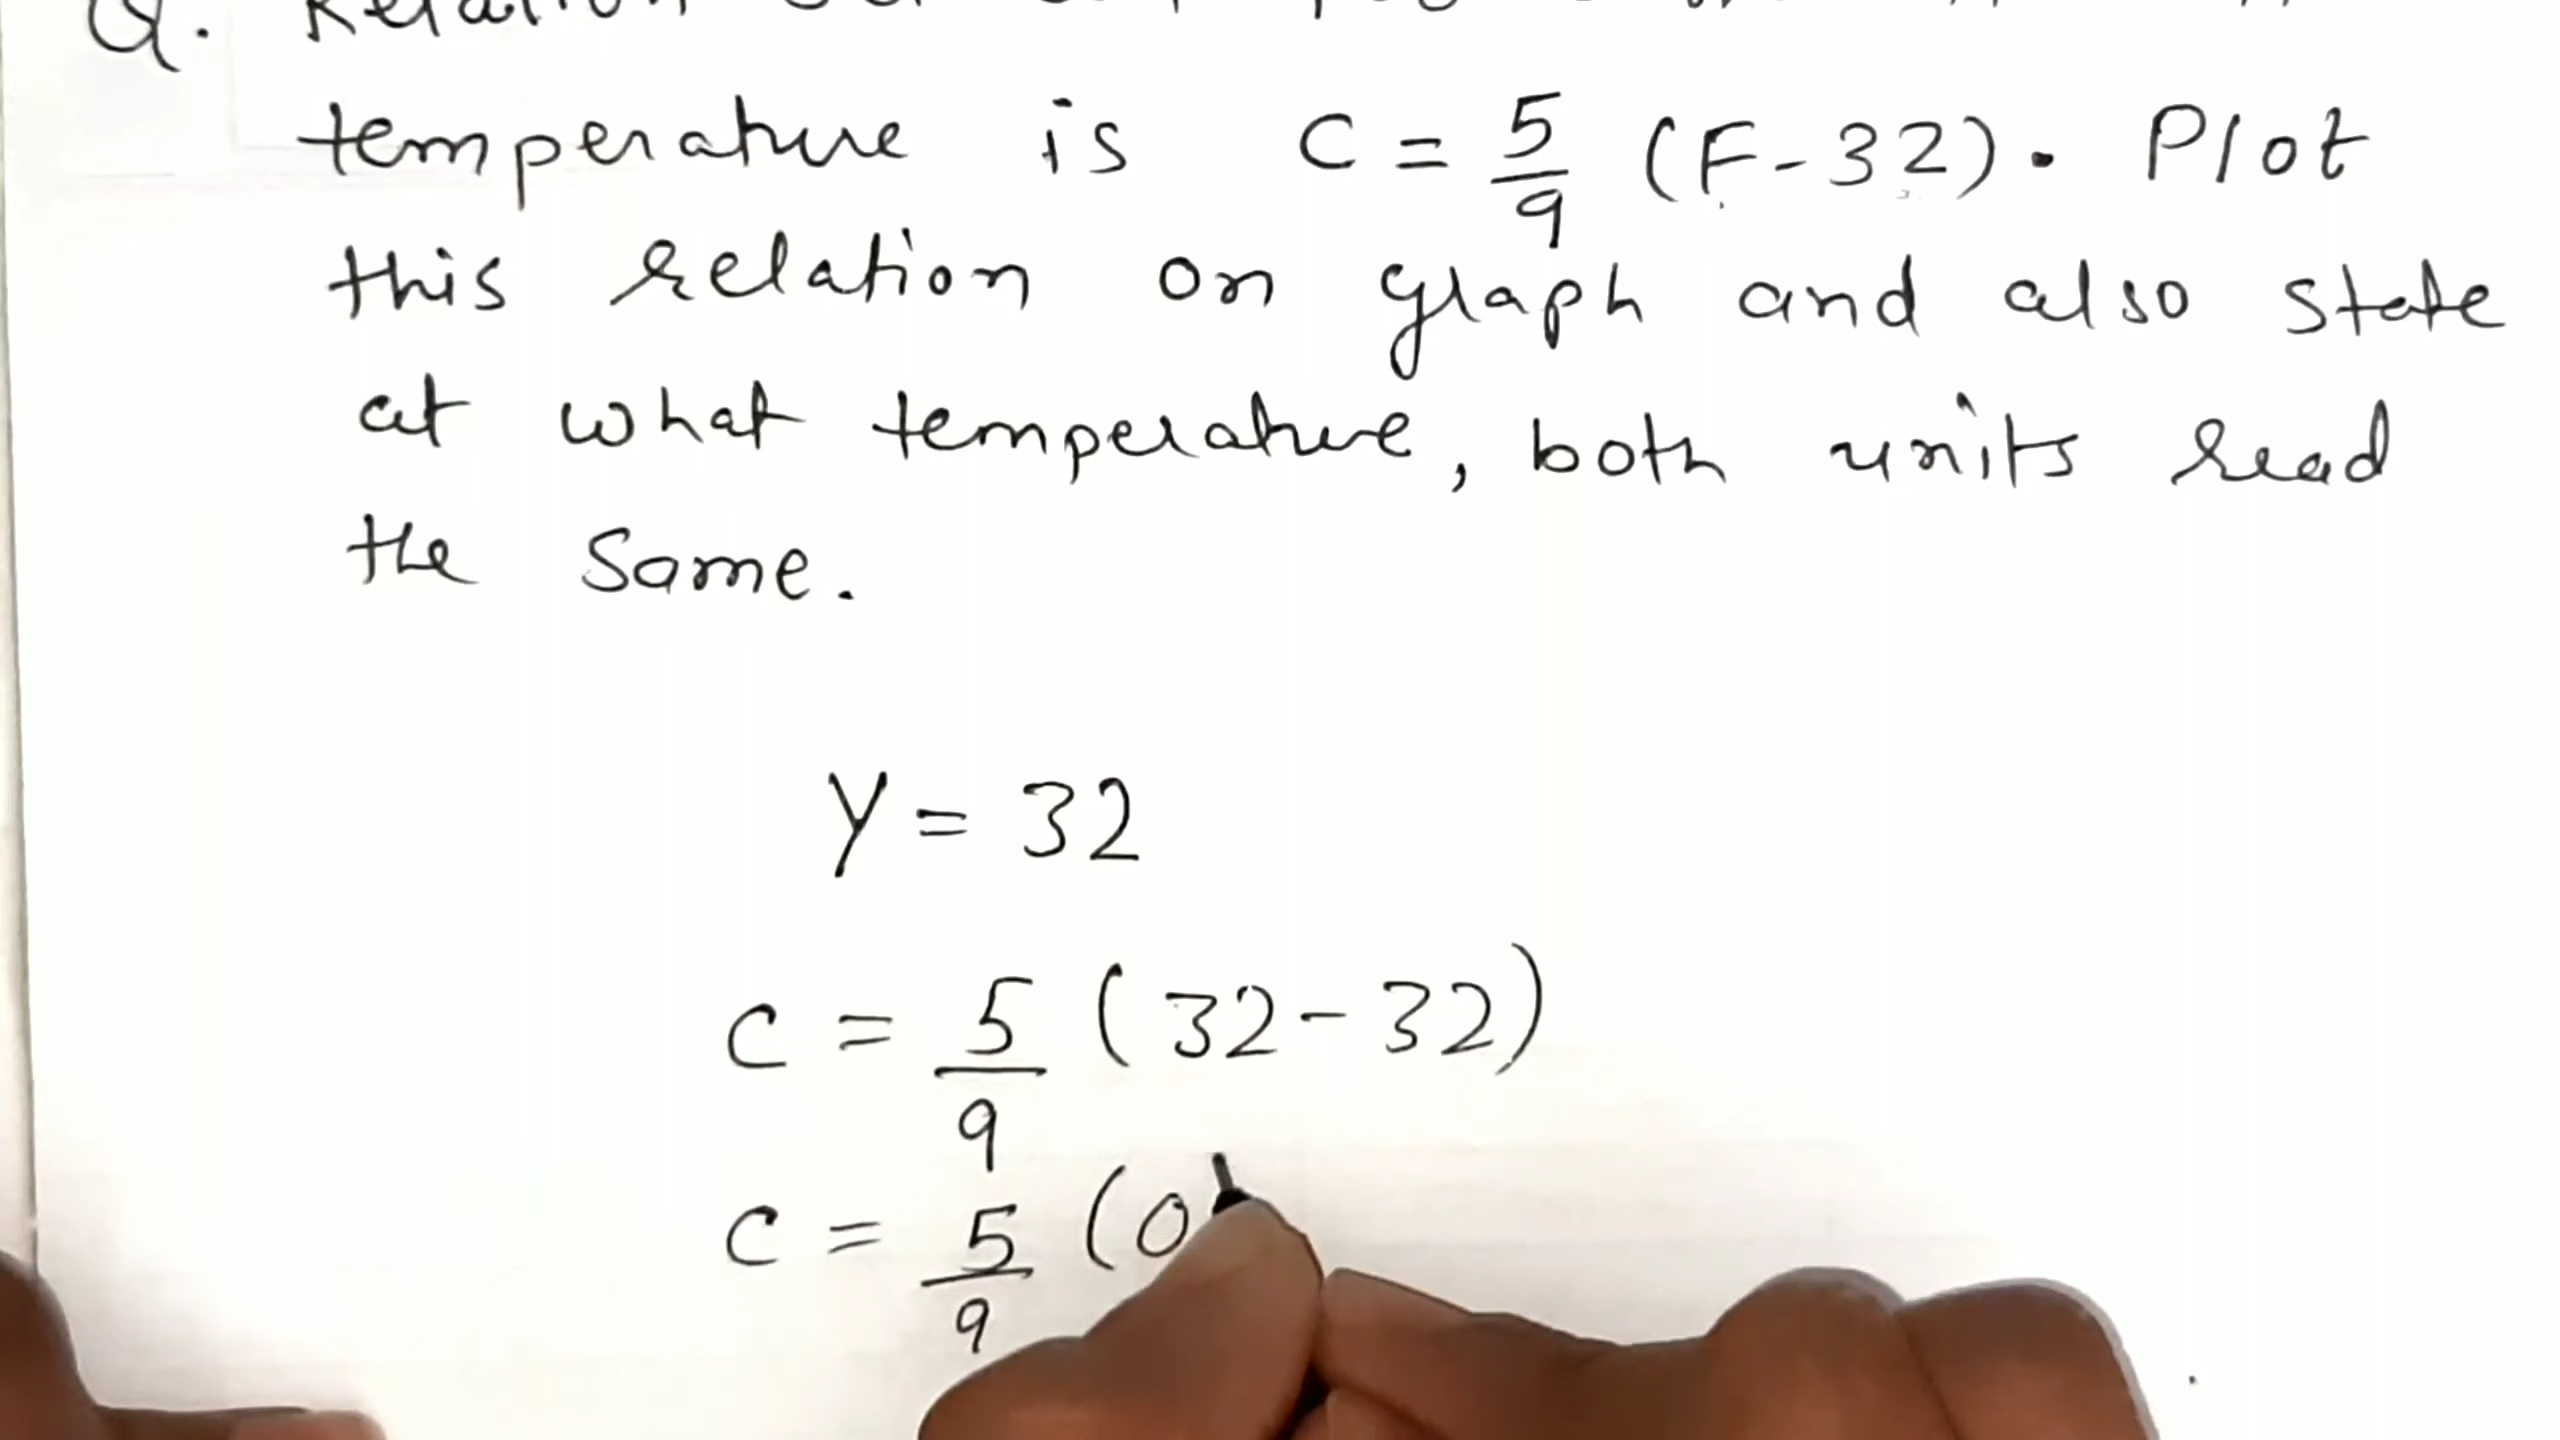 Q. Relation
temperature is C = 5/9 (F-32). Plot
this relation on graph and also state
at what temperature, both units read
the same.
Y = 32
C = 5/9 (32-32)
C = 5/9 (0